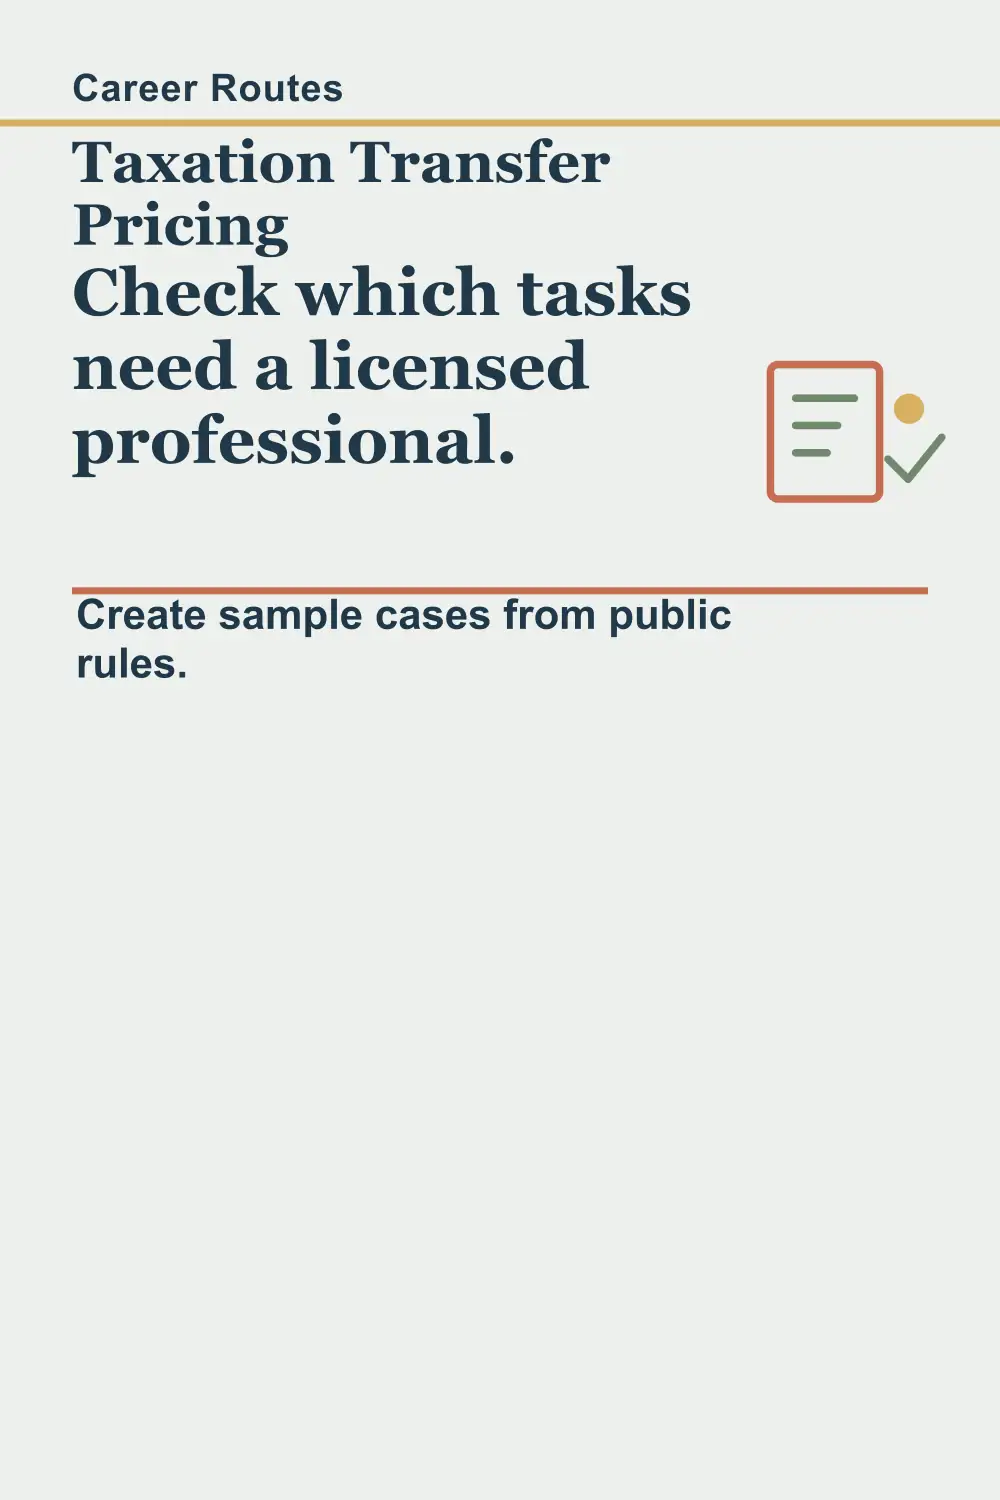 Career Routes
Taxation Transfer
Pricing
Check which tasks
need a licensed
professional.
Create sample cases from public
rules.